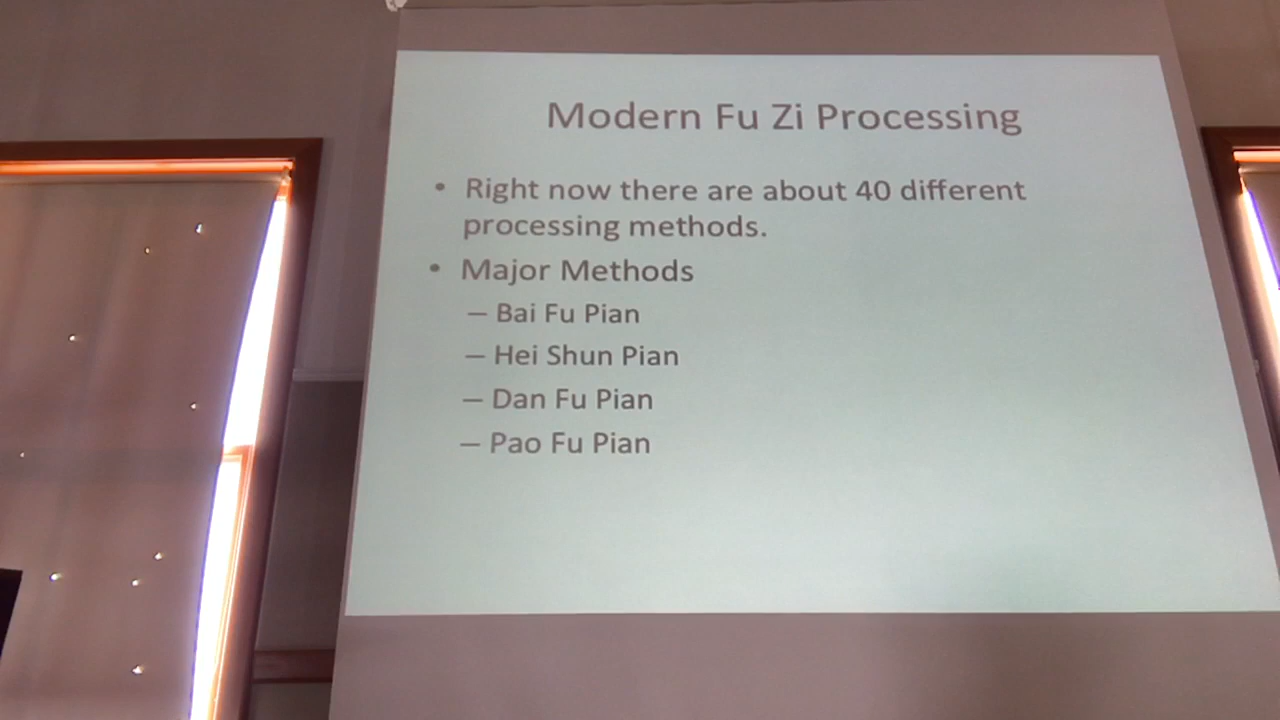 Modern Fu Zi Processing
• Right now there are about 40 different
processing methods.
• Major Methods
– Bai Fu Pian
– Hei Shun Pian
– Dan Fu Pian
– Pao Fu Pian